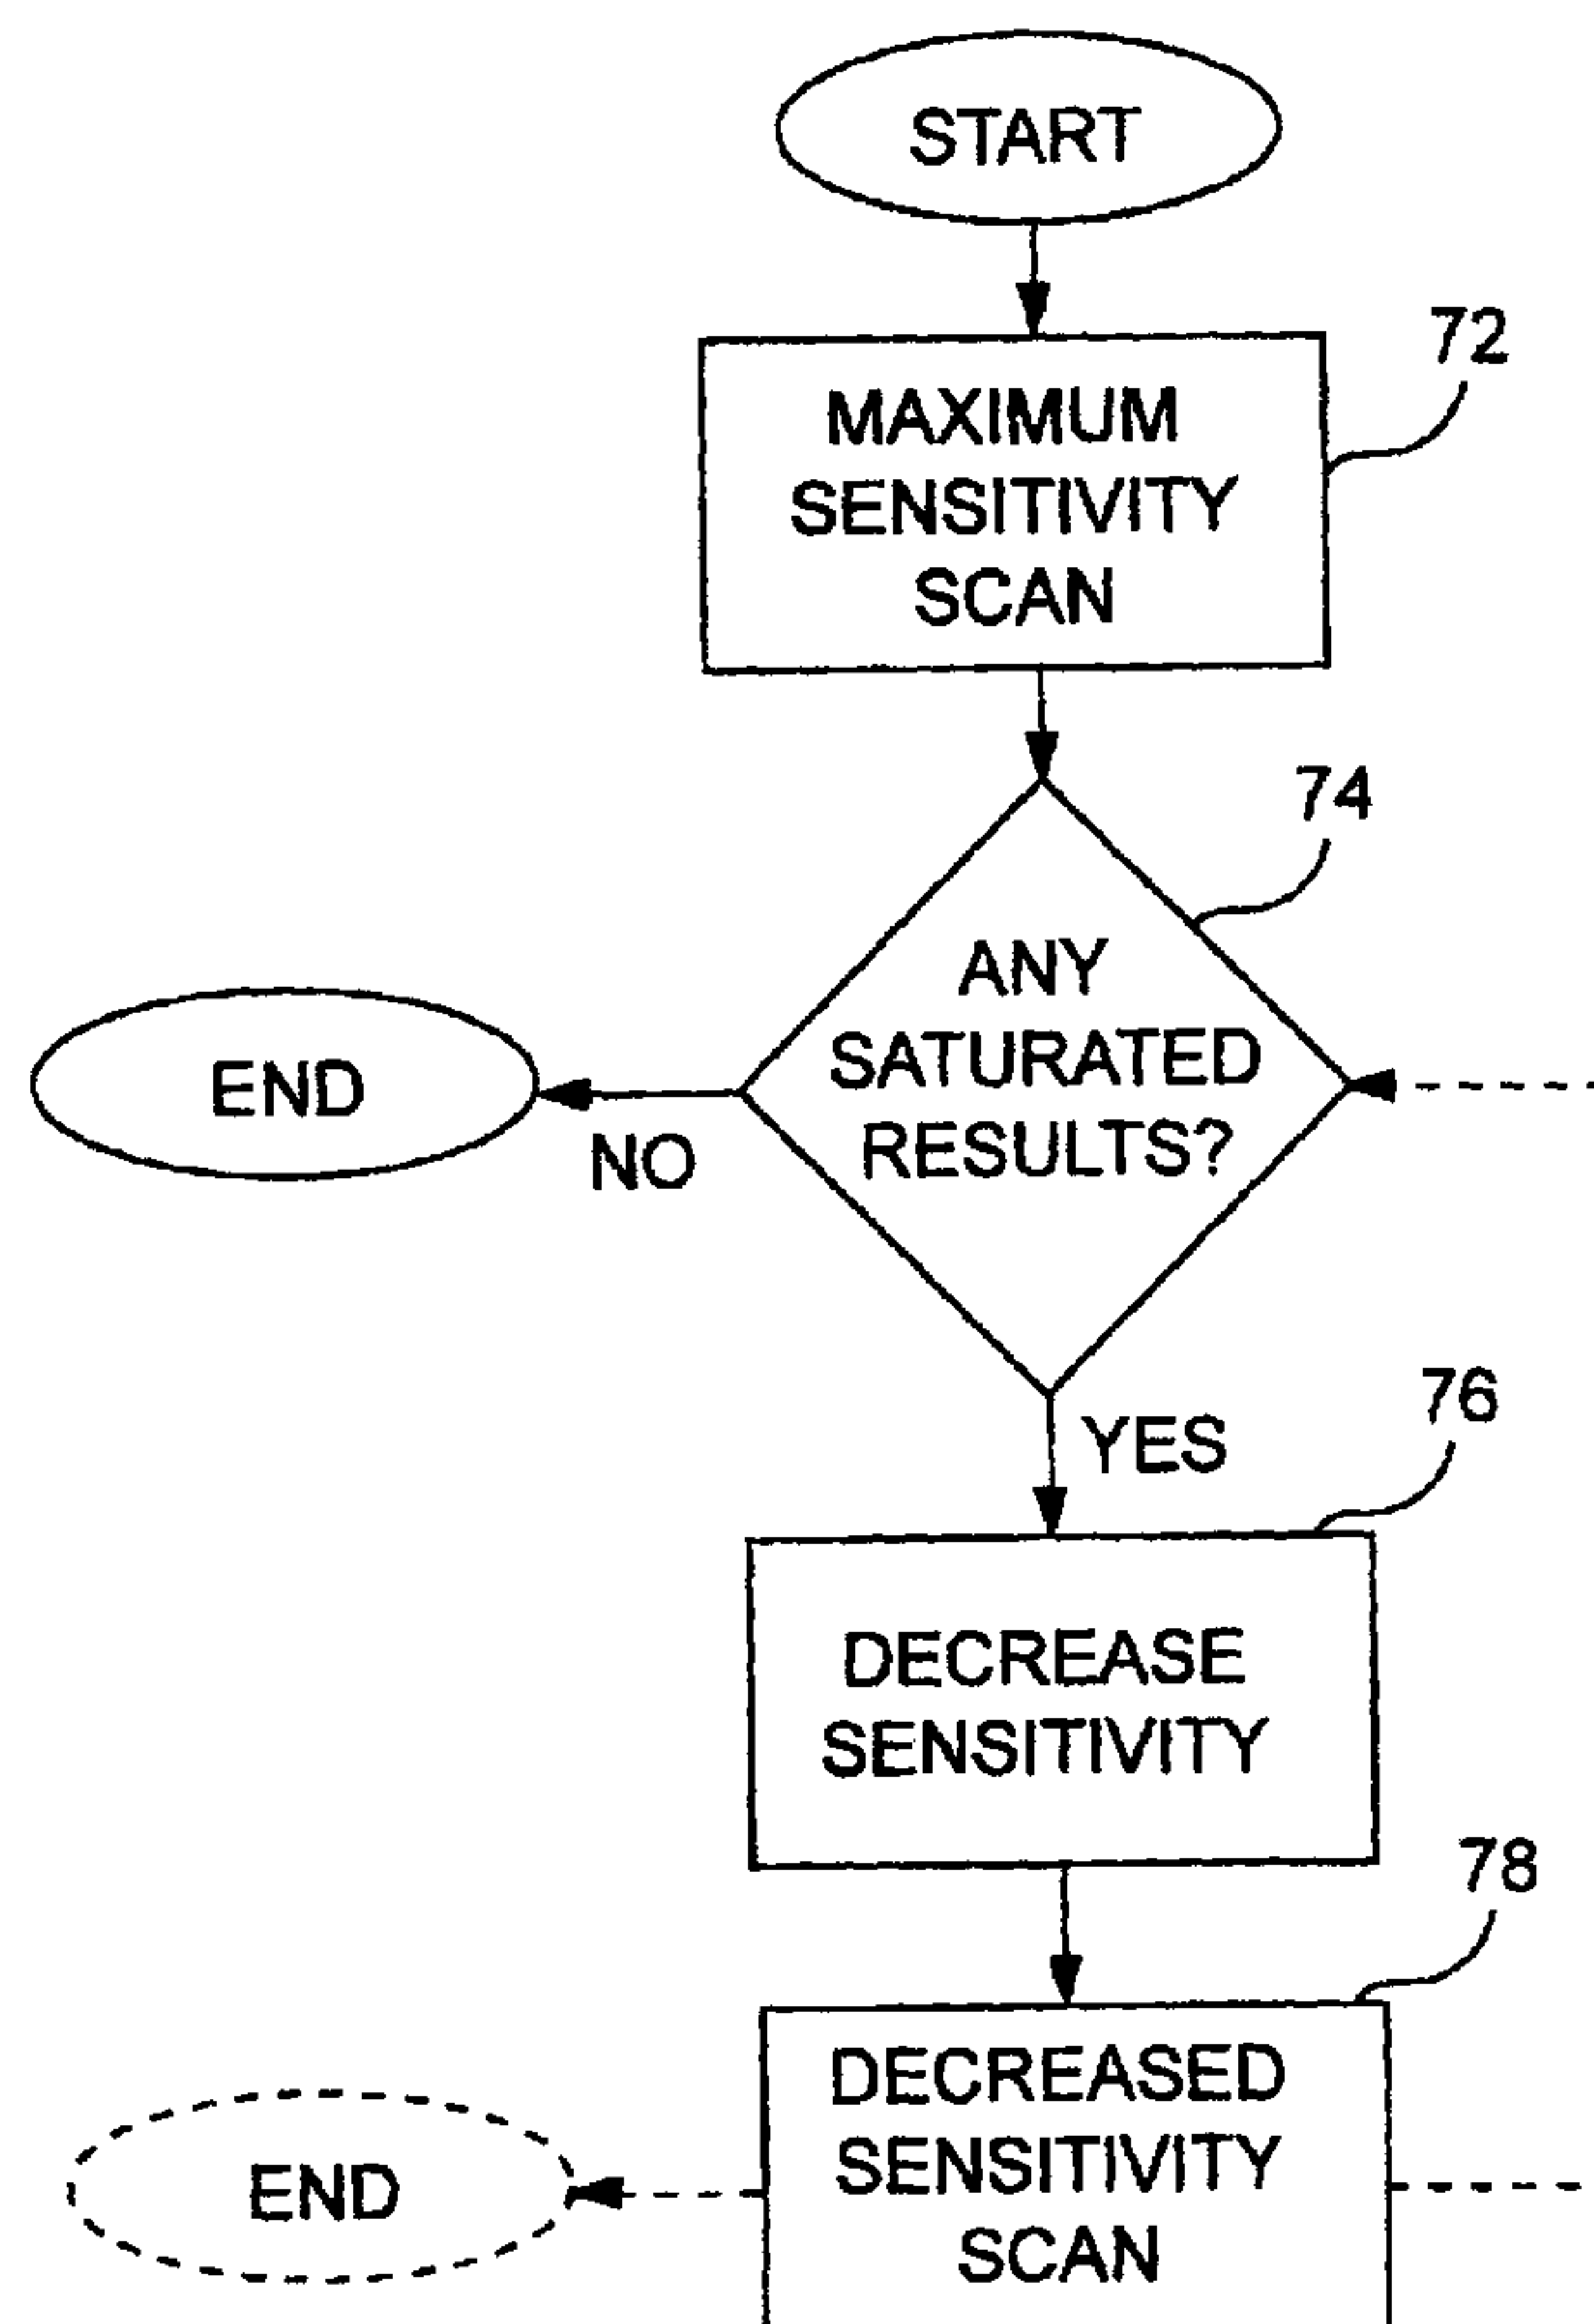 START
72
MAXIMUM
SENSITIVITY
SCAN
74
ANY
SATURATED
RESULTS?
END
NO
YES
76
DECREASE
SENSITIVITY
78
DECREASED
SENSITIVITY
SCAN
END